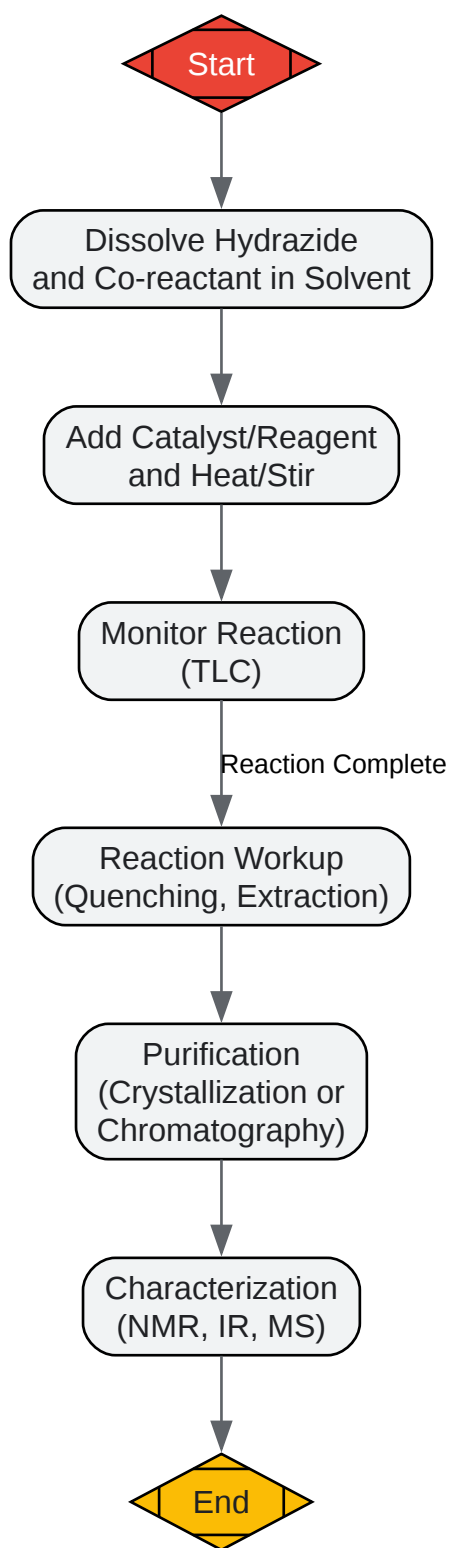 Start
Dissolve Hydrazide
and Co-reactant in Solvent
Add Catalyst/Reagent
and Heat/Stir
Monitor Reaction
(TLC)
Reaction Complete
Reaction Workup
(Quenching, Extraction)
Purification
(Crystallization or
Chromatography)
Characterization
(NMR, IR, MS)
End